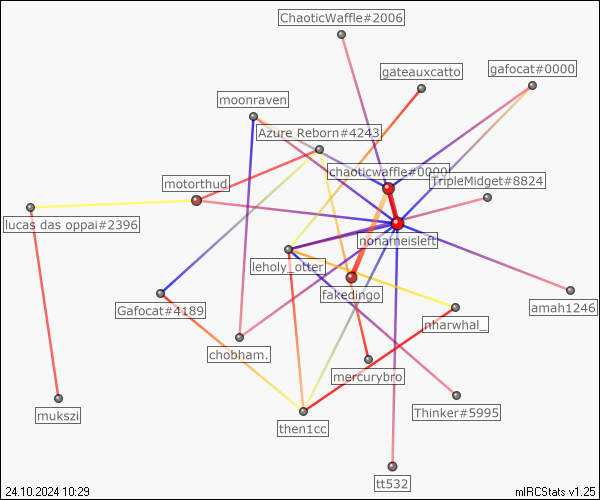 ChaoticWaffle#2006
gateauxcatto
gafocat#0000
moonraven
Azure Reborn#4243
chaoticwaffle#0000
TripleMidget#8824
motorthud
lucas das oppai#2396
nonameisleft
leholy_otter
fakedingo
Gafocat#4189
amah1246
nharwhal_
chobham.
mercurybro
mukszi
Thinker#5995
then1cc
tt532
24.10.2024 10:29
mIRCStats v1.25